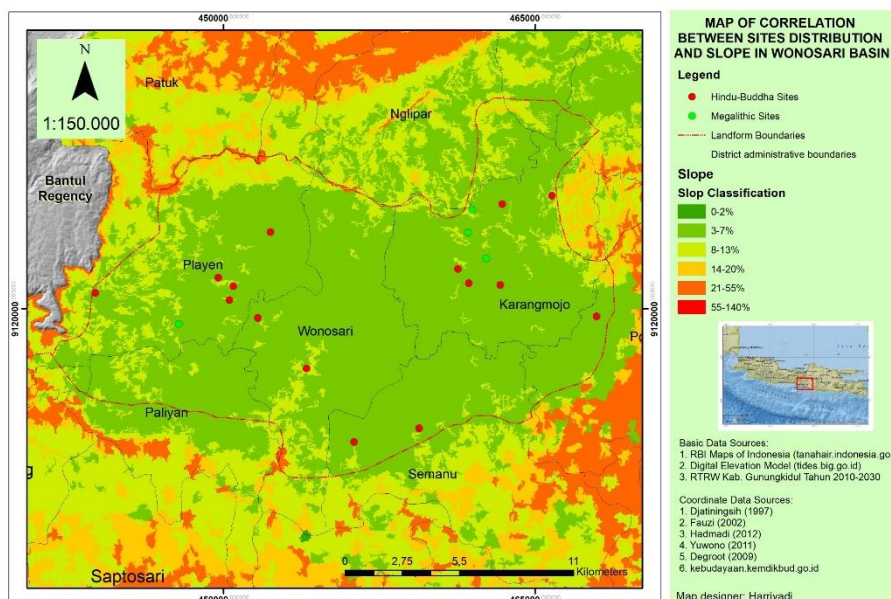 450000
465000
N
1:150.000
Patuk
Nglipar
Bantul
Regency
Playen
Karangmojo
9120000
9120000
Wonosari
Po
Paliyan
Semanu
g
Saptosari
0 2,75 5,5 11
Kilometers
450000
465000
MAP OF CORRELATION
BETWEEN SITES DISTRIBUTION
AND SLOPE IN WONOSARI BASIN
Legend
Hindu-Buddha Sites
Megalithic Sites
Landform Boundaries
District administrative boundaries
Slope
Slop Classification
0-2%
3-7%
8-13%
14-20%
21-55%
55-140%
Basic Data Sources:
1. RBI Maps of Indonesia (tanahair.indonesia.go
2. Digital Elevation Model (tides.big.go.id)
3. RTRW Kab. Gunungkidul Tahun 2010-2030
Coordinate Data Sources:
1. Djatiningsih (1997)
2. Fauzi (2002)
3. Hadmadi (2012)
4. Yuwono (2011)
5. Degroot (2009)
6. kebudayaan.kemdikbud.go.id
Map designer: Harriyadi